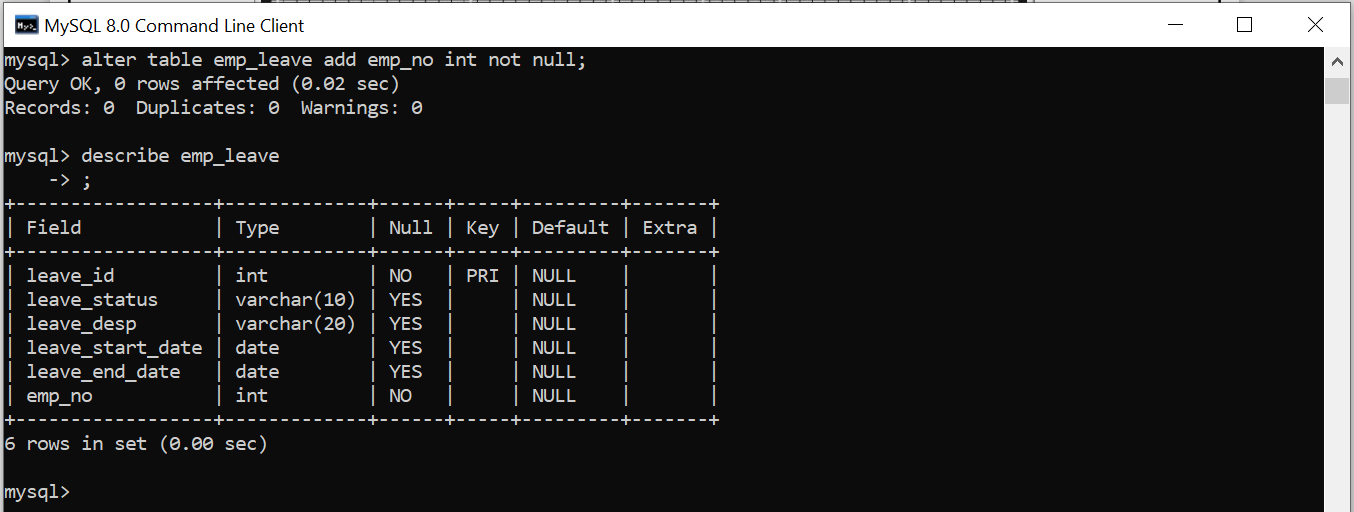 MySQL 8.0 Command Line Client
mysql> alter table emp_leave add emp_no int not null;
Query OK, 0 rows affected (0.02 sec)
Records: 0  Duplicates: 0  Warnings: 0
mysql> describe emp_leave
    -> ;
+------------------+-------------+------+-----+---------+-------+
| Field            | Type        | Null | Key | Default | Extra |
+------------------+-------------+------+-----+---------+-------+
| leave_id         | int         | NO   | PRI | NULL    |       |
| leave_status     | varchar(10) | YES  |     | NULL    |       |
| leave_desp       | varchar(20) | YES  |     | NULL    |       |
| leave_start_date | date        | YES  |     | NULL    |       |
| leave_end_date   | date        | YES  |     | NULL    |       |
| emp_no           | int         | NO   |     | NULL    |       |
+------------------+-------------+------+-----+---------+-------+
6 rows in set (0.00 sec)
mysql>